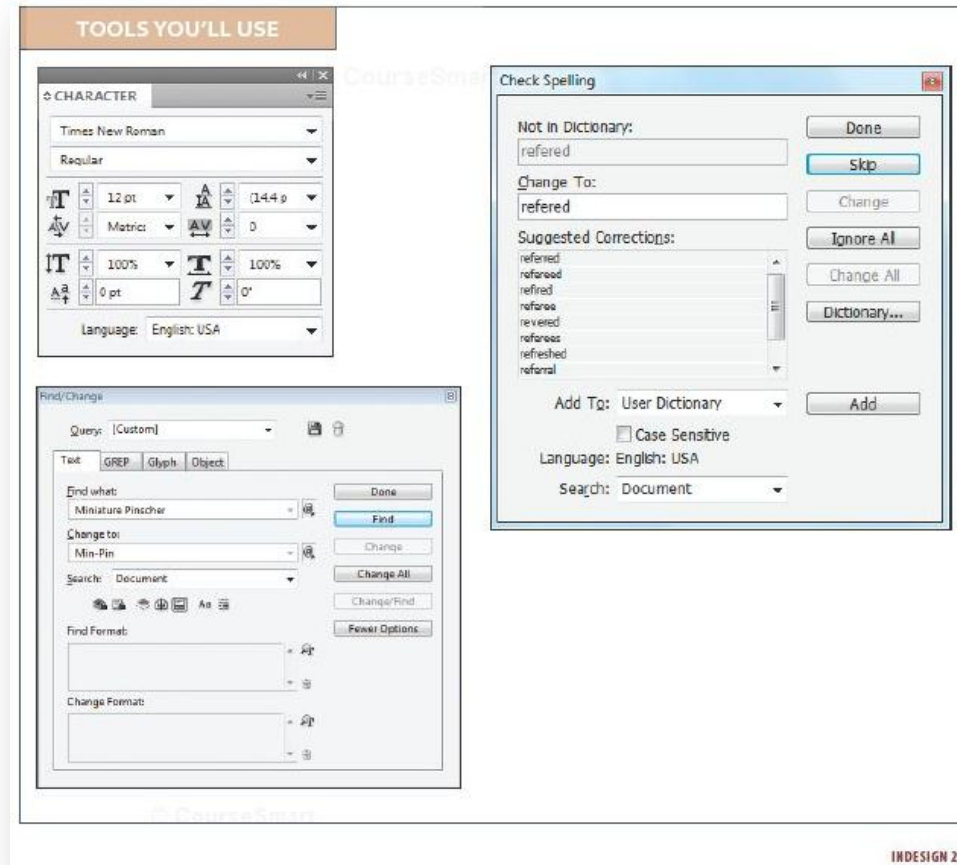 TOOLS YOU'LL USE
CHARACTER
Times New Roman
Regular
12 pt
(14.4 p
Metrics
0
100%
100%
0 pt
0°
Language: English: USA
Find/Change
Query: [Custom]
Text GREP Glyph Object
Find what:
Miniature Pinscher
Change to:
Min-Pin
Search: Document
Find Format:
Change Format:
Done
Find
Change
Change All
Change/Find
Fewer Options
Check Spelling
Not in Dictionary:
refered
Change To:
refered
Suggested Corrections:
referred
refereed
refired
referee
revered
referees
refreshed
referral
Add To: User Dictionary
Case Sensitive
Language: English: USA
Search: Document
Done
Skip
Change
Ignore All
Change All
Dictionary...
Add
CourseSmart
© CourseSmart
INDESIGN 2